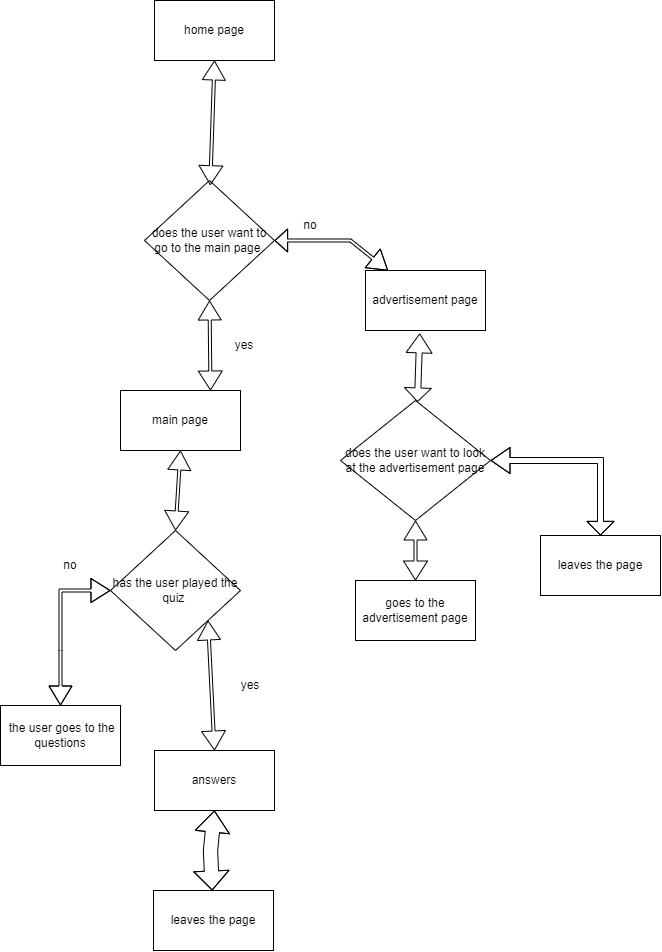 home page
does the user want to
go to the main page.
no
advertisement page
yes
main page
does the user want to look
at the advertisement page
no
has the user played the
quiz
leaves the page
goes to the
advertisement page
yes
the user goes to the
questions
answers
leaves the page